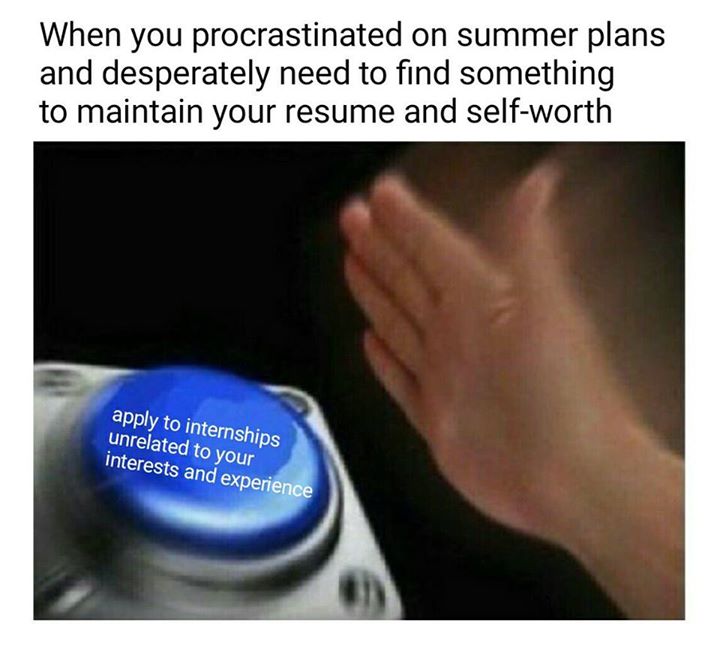 When you procrastinated on summer plans
and desperately need to find something
to maintain your resume and self-worth
apply to internships
unrelated to your
interests and experience